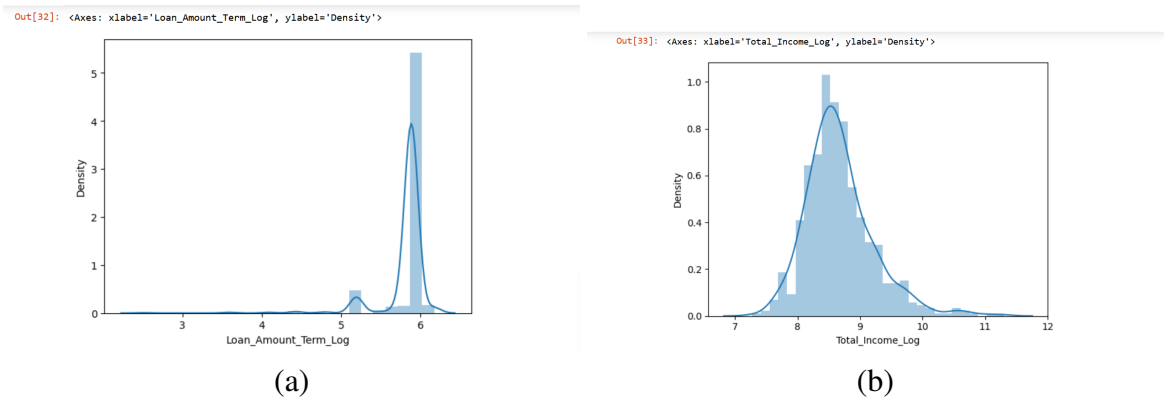 Out[32]: <Axes: xlabel='Loan_Amount_Term_Log', ylabel='Density'>
5
4
3
2
1
0
Density
3 4 5 6
Loan_Amount_Term_Log
(a)
Out[33]: <Axes: xlabel='Total_Income_Log', ylabel='Density'>
1.0
0.8
0.6
0.4
0.2
0.0
Density
7 8 9 10 11 12
Total_Income_Log
(b)